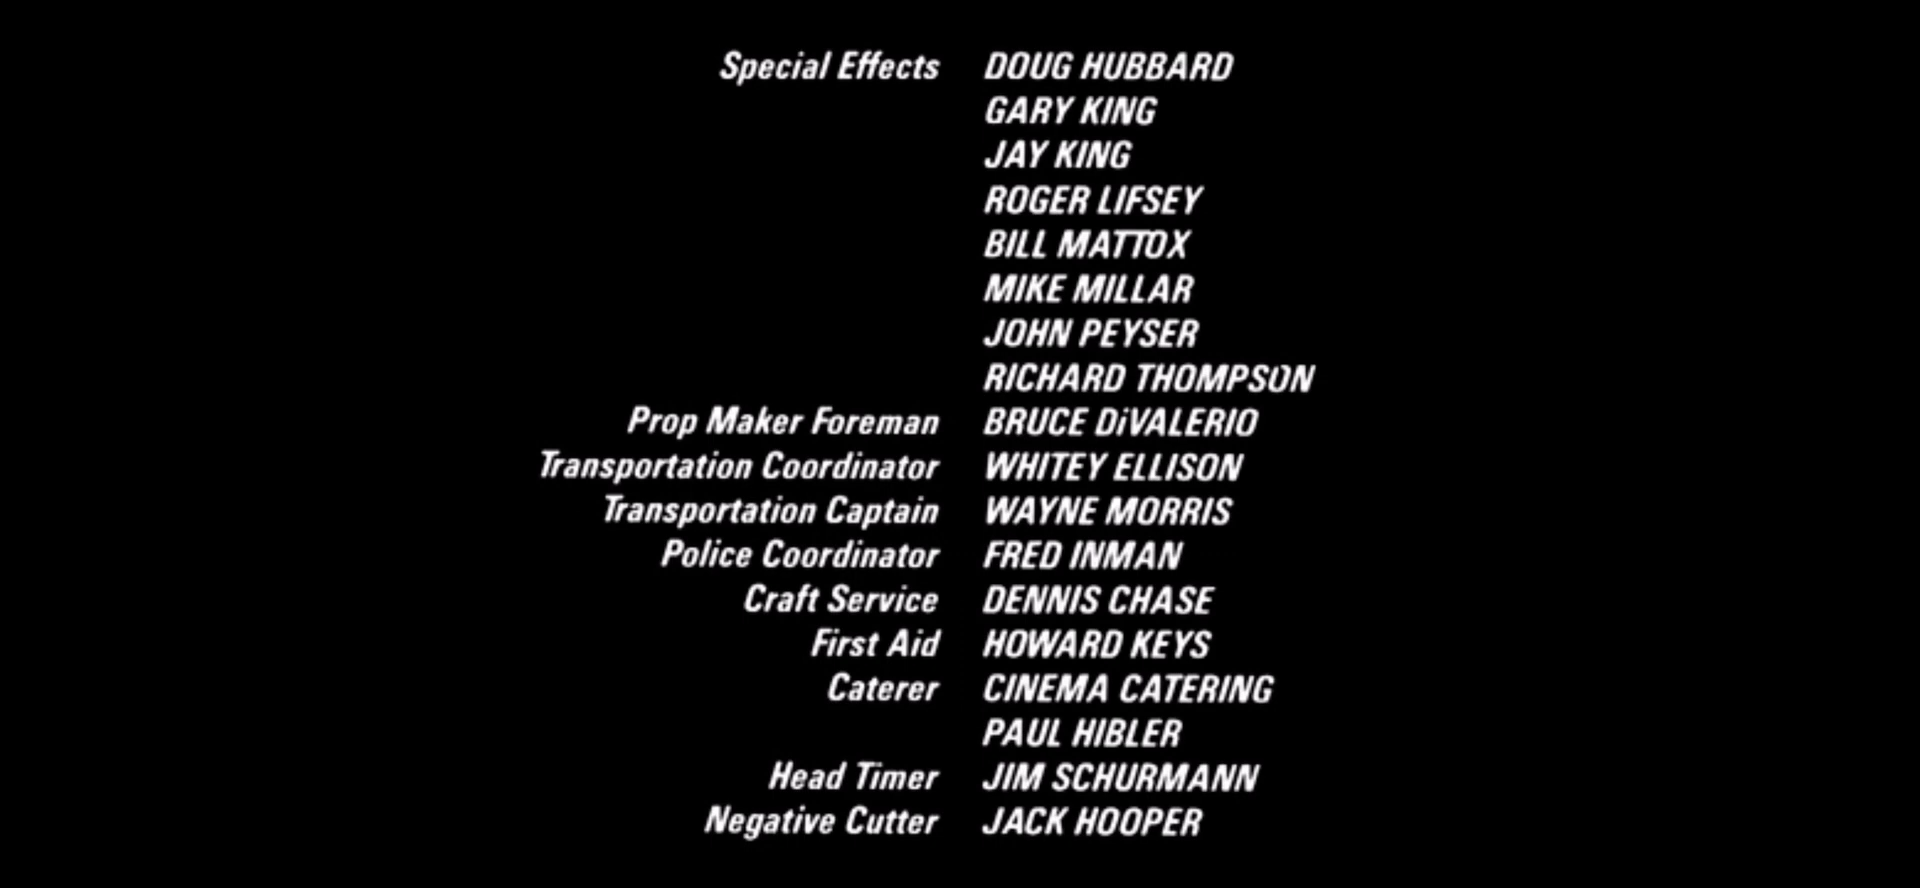 Special Effects DOUG HUBBARD
GARY KING
JAY KING
ROGER LIFSEY
BILL MATTOX
MIKE MILLAR
JOHN PEYSER
RICHARD THOMPSON
Prop Maker Foreman BRUCE DiVALERIO
Transportation Coordinator WHITEY ELLISON
Transportation Captain WAYNE MORRIS
Police Coordinator FRED INMAN
Craft Service DENNIS CHASE
First Aid HOWARD KEYS
Caterer CINEMA CATERING
PAUL HIBLER
Head Timer JIM SCHURMANN
Negative Cutter JACK HOOPER